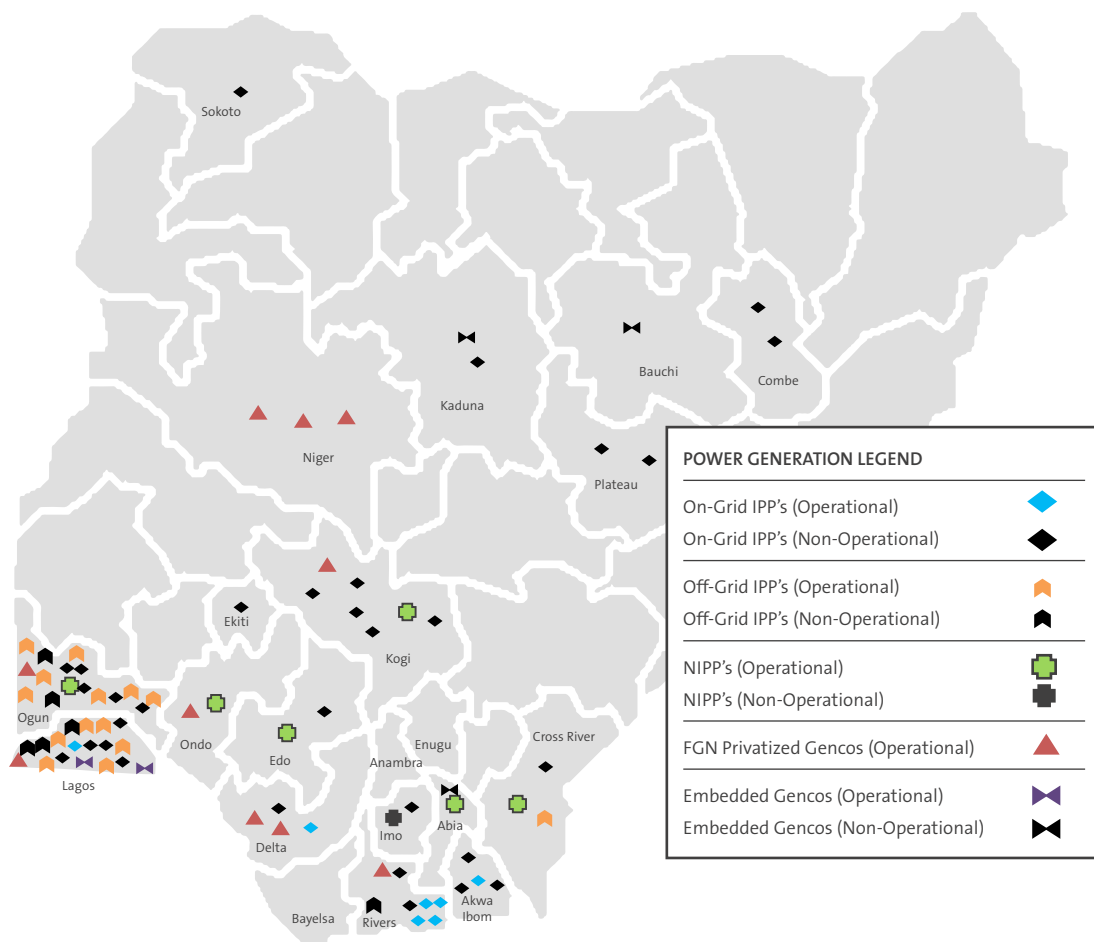 Sokoto
Bauchi
Combe
Kaduna
Niger
Plateau
POWER GENERATION LEGEND
On-Grid IPP's (Operational)
On-Grid IPP's (Non-Operational)
Off-Grid IPP's (Operational)
Off-Grid IPP's (Non-Operational)
NIPP's (Operational)
NIPP's (Non-Operational)
FGN Privatized Gencos (Operational)
Embedded Gencos (Operational)
Embedded Gencos (Non-Operational)
Ekiti
Kogi
Ogun
Ondo
Edo
Enugu
Anambra
Cross River
Lagos
Delta
Imo
Abia
Bayelsa
Rivers
Akwa
Ibom